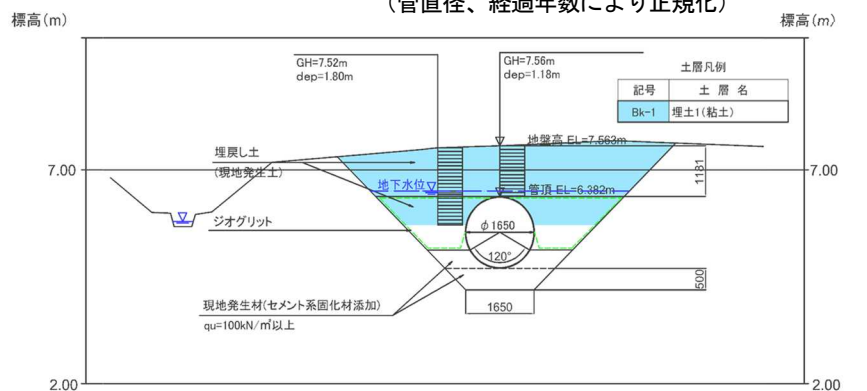 （管直径、経過年数により正規化）
標高(m)
標高(m)
GH=7.52m
dep=1.80m
GH=7.56m
dep=1.18m
土層凡例
記号 土 層 名
Bk-1 埋土1(粘土)
地盤高 EL=7.563m
埋戻し土
(現地発生土)
7.00
7.00
1181
地下水位
管頂 EL=6.382m
ジオグリット
φ1650
120°
500
現地発生材(セメント系固化材添加)
qu=100kN/㎡以上
1650
2.00
2.00